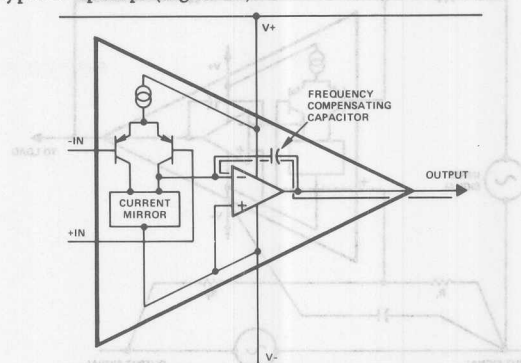 V+
FREQUENCY
COMPENSATING
CAPACITOR
-IN
OUTPUT
CURRENT
MIRROR
+IN
V-